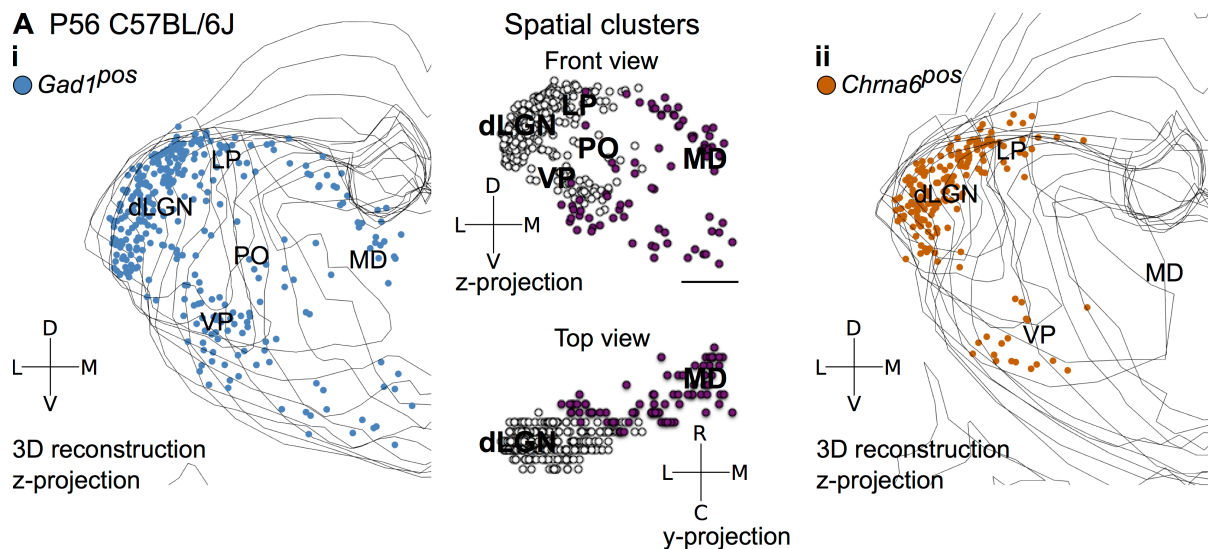 A P56 C57BL/6J
i
Gad1pos
LP
dLGN
PO
MD
VP
D
L M
V
3D reconstruction
z-projection
Spatial clusters
Front view
LP
dLGN
PO
MD
VP
D
L M
V
z-projection
Top view
MD
dLGN
R
L M
C
y-projection
ii
Chrna6pos
LP
dLGN
MD
VP
D
L M
V
3D reconstruction
z-projection